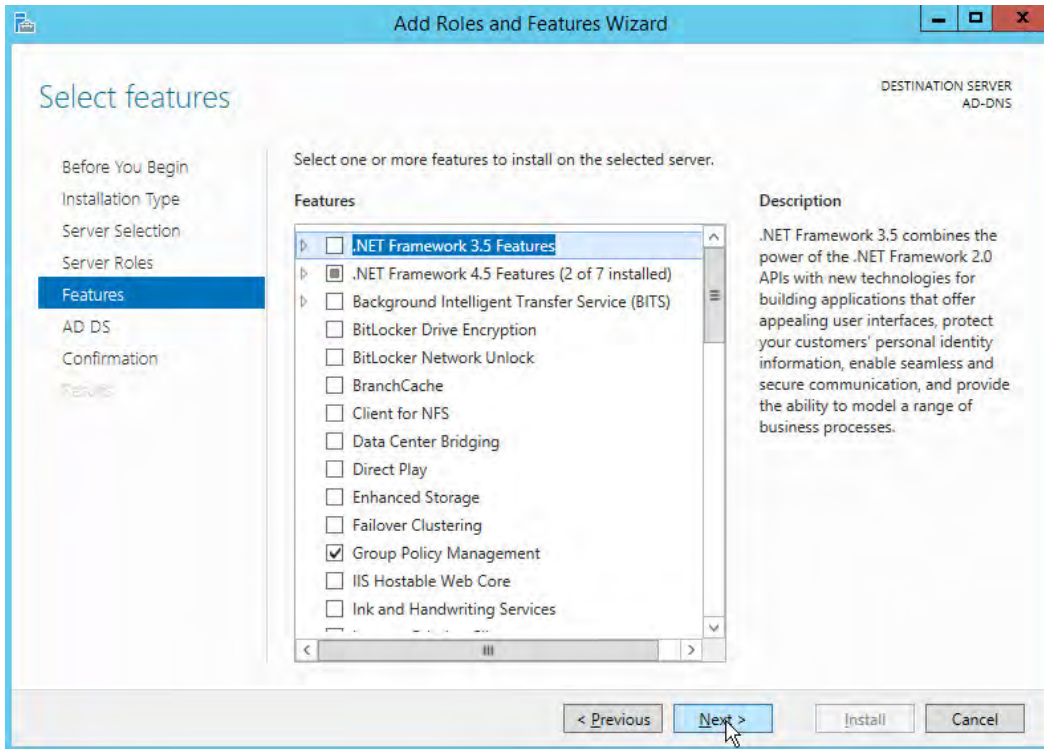 Add Roles and Features Wizard
Select features
DESTINATION SERVER
AD-DNS
Before You Begin
Installation Type
Server Selection
Server Roles
Features
AD DS
Confirmation
Results
Select one or more features to install on the selected server.
Features
.NET Framework 3.5 Features
.NET Framework 4.5 Features (2 of 7 installed)
Background Intelligent Transfer Service (BITS)
BitLocker Drive Encryption
BitLocker Network Unlock
BranchCache
Client for NFS
Data Center Bridging
Direct Play
Enhanced Storage
Failover Clustering
Group Policy Management
IIS Hostable Web Core
Ink and Handwriting Services
Description
.NET Framework 3.5 combines the
power of the .NET Framework 2.0
APIs with new technologies for
building applications that offer
appealing user interfaces, protect
your customers' personal identity
information, enable seamless and
secure communication, and provide
the ability to model a range of
business processes.
< Previous
Next >
Install
Cancel